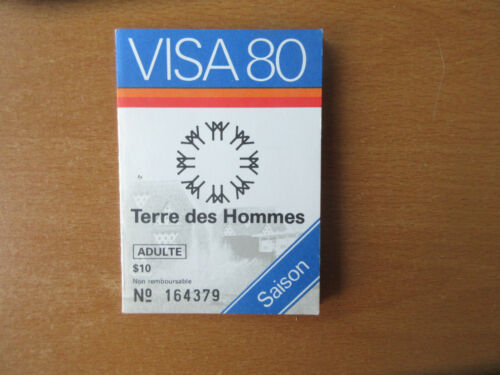 VISA 80
Terre des Hommes
ADULTE
$10
Non remboursable
Nº 164379
Saison